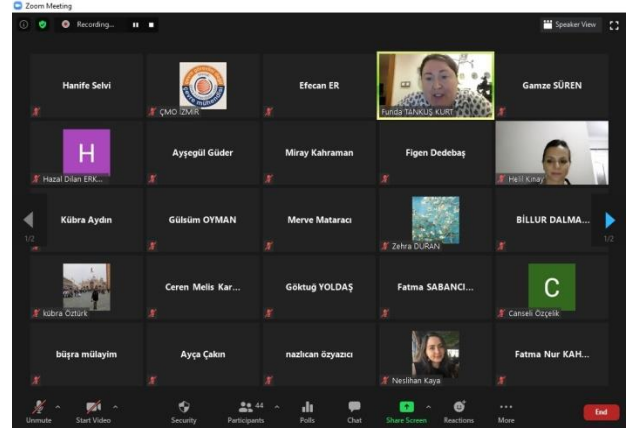 Zoom Meeting
Recording...
Speaker View
Hanife Selvi
ÇMO İZMİR
Efecan ER
Funda TANKUŞ KURT
Gamze SÜREN
H
Hazal Dilan ERK...
Ayşegül Güder
Miray Kahraman
Figen Dedebaş
Helil Kınay
Kübra Aydın
Gülsüm OYMAN
Merve Mataracı
Zehra DURAN
BİLLUR DALMA...
1/2
1/2
kübra Öztürk
Ceren Melis Kar...
Göktuğ YOLDAŞ
Fatma SABANCI...
C
Canseli Özçelik
büşra mülayim
Ayça Çakın
nazlıcan özyazıcı
Neslihan Kaya
Fatma Nur KAH...
Unmute
Start Video
Security
Participants
44
Polls
Chat
Share Screen
Reactions
More
End